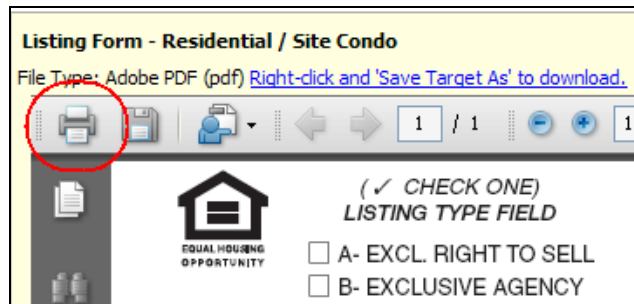 Listing Form - Residential / Site Condo
File Type: Adobe PDF (pdf) Right-click and 'Save Target As' to download.
1 / 1 1
(✓ CHECK ONE)
LISTING TYPE FIELD
EQUAL HOUSING
OPPORTUNITY
A- EXCL. RIGHT TO SELL
B- EXCLUSIVE AGENCY